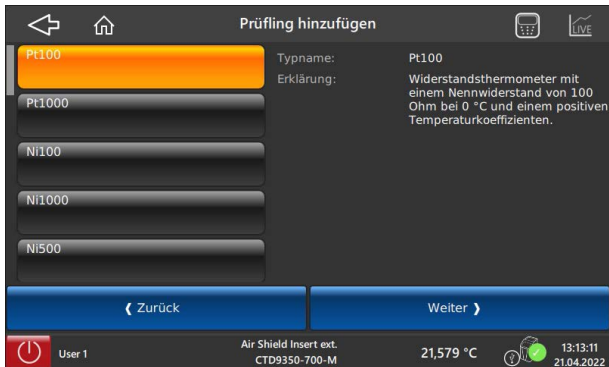 Prüfling hinzufügen
LIVE
Pt100
Pt1000
Ni100
Ni1000
Ni500
Typname: Pt100
Erklärung: Widerstandsthermometer mit
einem Nennwiderstand von 100
Ohm bei 0 °C und einem positiven
Temperaturkoeffizienten.
❰ Zurück
Weiter ❱
User 1
Air Shield Insert ext.
CTD9350-700-M
21,579 °C
13:13:11
21.04.2022